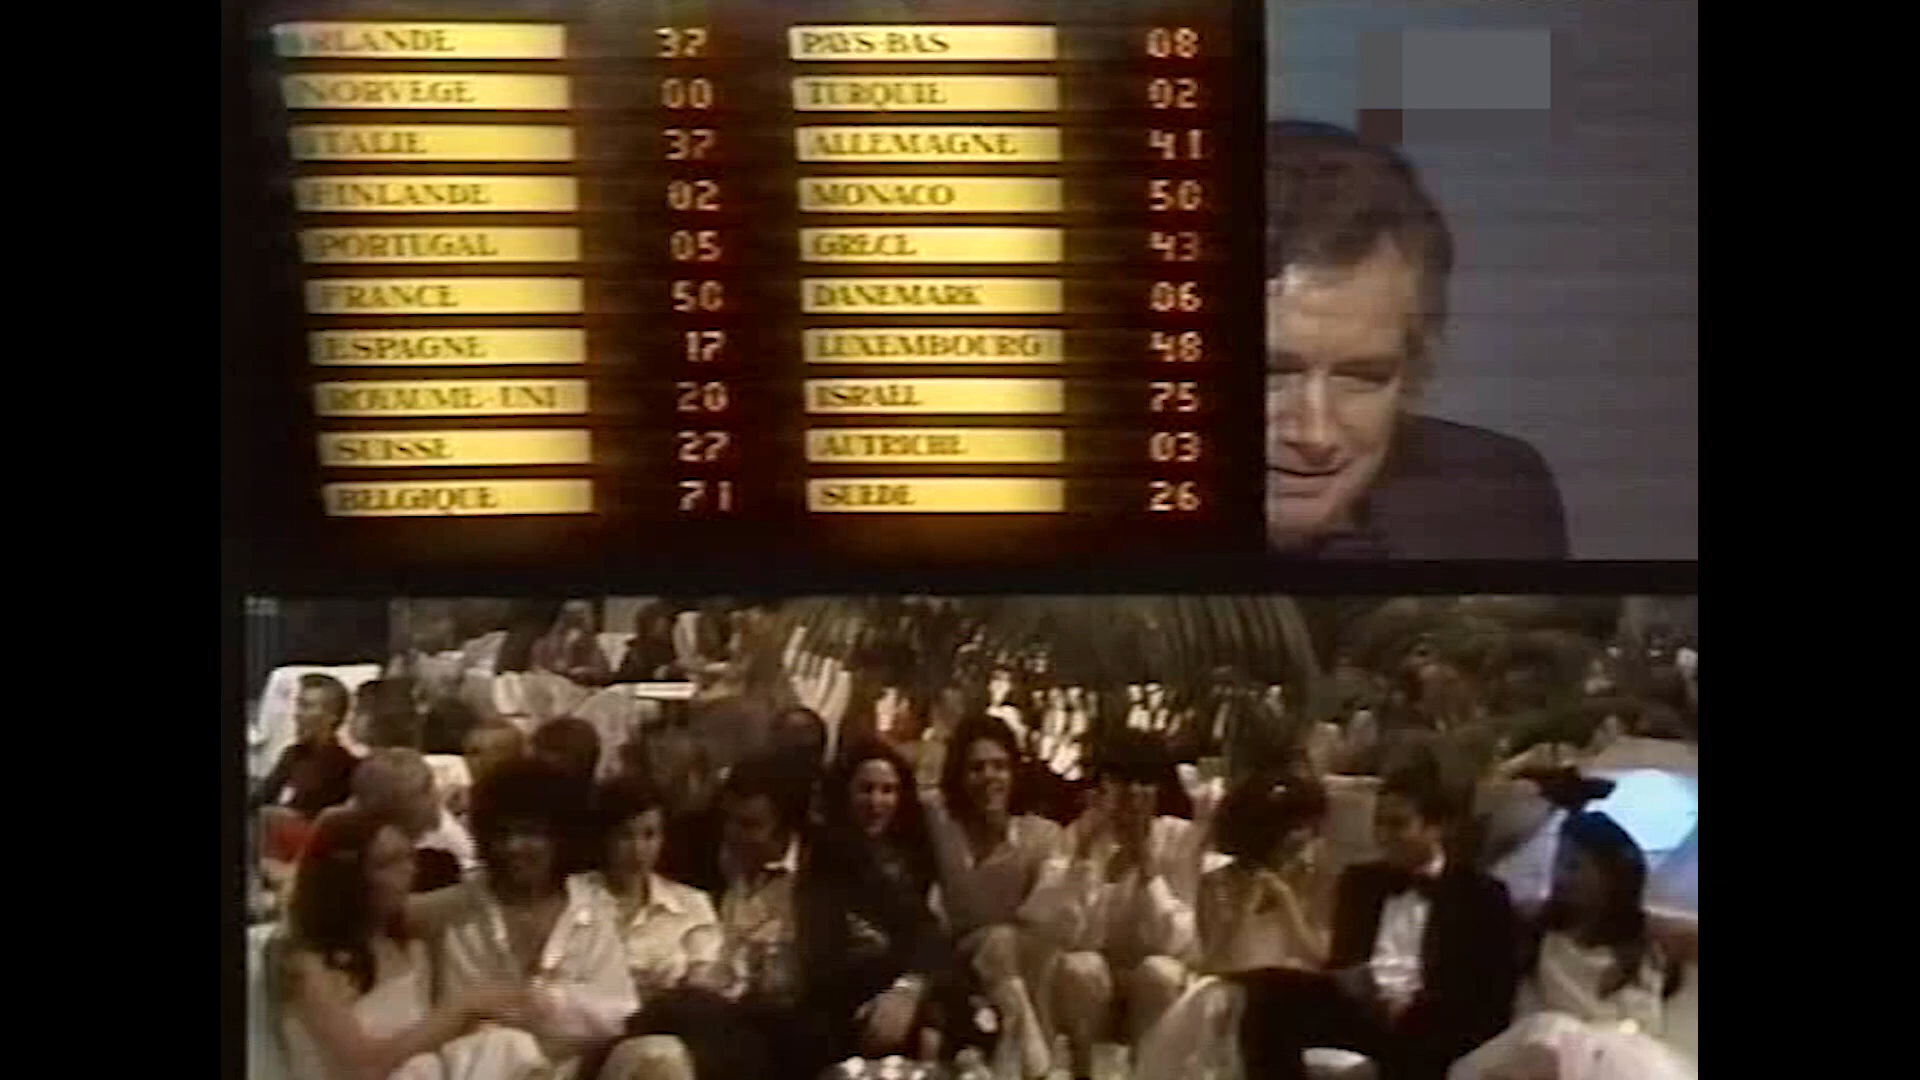 IRLANDE 37 PAYS-BAS 08
NORVEGE 00 TURQUIE 02
ITALIE 37 ALLEMAGNE 41
FINLANDE 02 MONACO 50
PORTUGAL 05 GRECE 43
FRANCE 50 DANEMARK 06
ESPAGNE 17 LUXEMBOURG 48
ROYAUME-UNI 20 ISRAEL 75
SUISSE 27 AUTRICHE 03
BELGIQUE 71 SUEDE 26